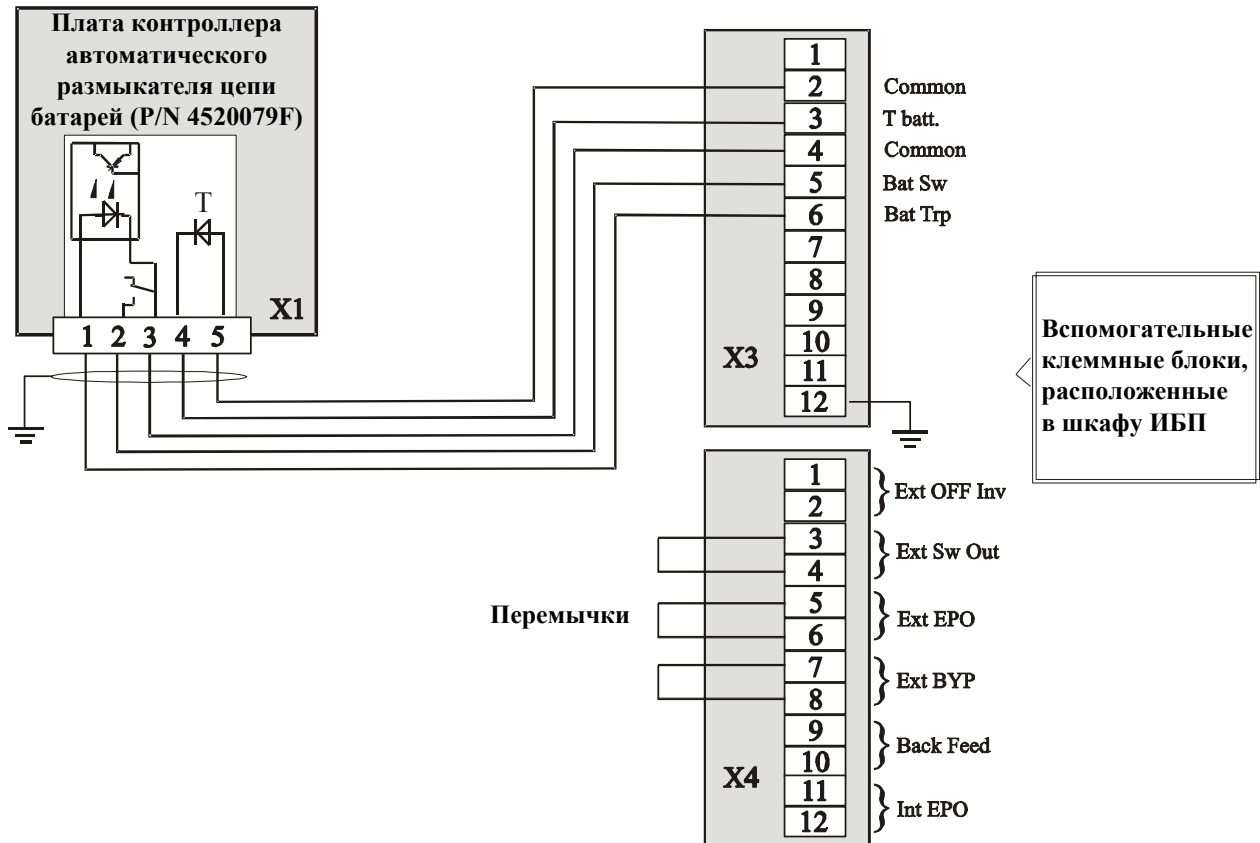 Плата контроллера
автоматического
размыкателя цепи
батарей (P/N 4520079F)
T
X1
1 2 3 4 5
1
2 Common
3 T batt.
4 Common
5 Bat Sw
6 Bat Trp
7
8
9
10
11
12
X3
Вспомогательные
клеммные блоки,
расположенные
в шкафу ИБП
1
2
Ext OFF Inv
3
4
Ext Sw Out
5
6
Ext EPO
7
8
Ext BYP
9
10
Back Feed
11
12
Int EPO
X4
Перемычки